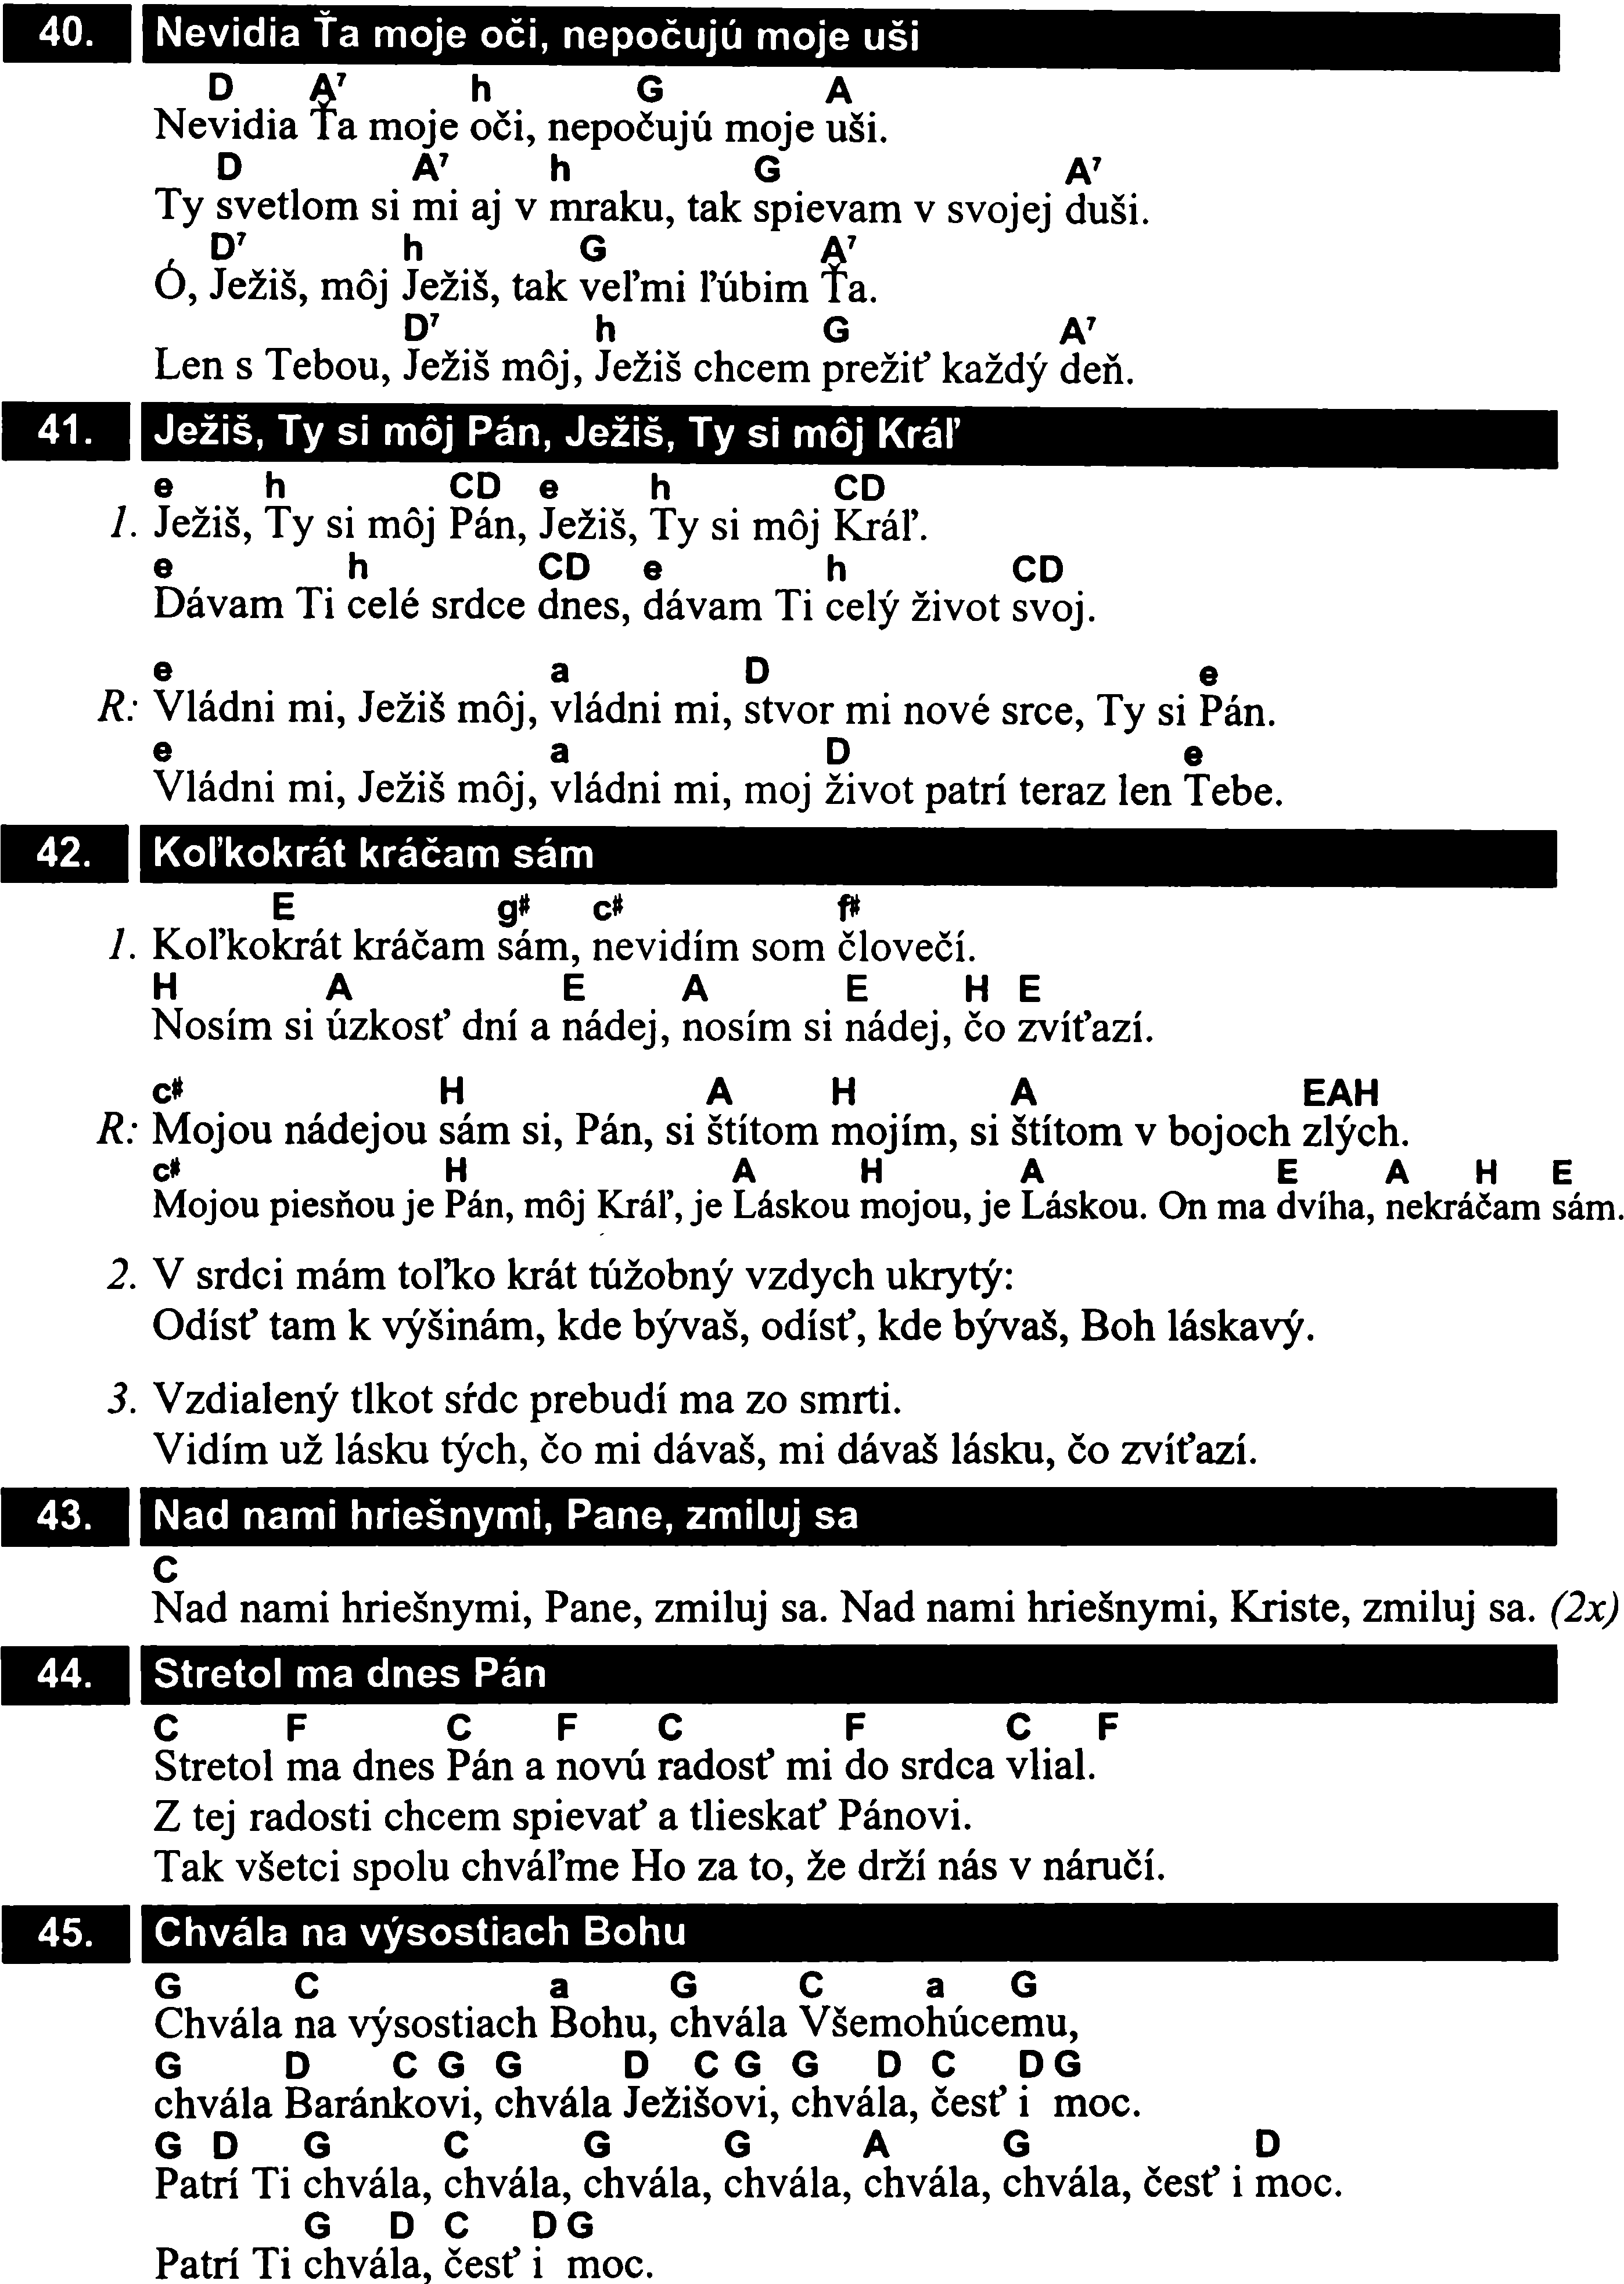 40. Nevidia Ťa moje oči, nepočujú moje uši
D A⁷ h G A
Nevidia Ťa moje oči, nepočujú moje uši.
D A⁷ h G A⁷
Ty svetlom si mi aj v mraku, tak spievam v svojej duši.
D⁷ h G A⁷
Ó, Ježiš, môj Ježiš, tak veľmi ľúbim Ťa.
D⁷ h G A⁷
Len s Tebou, Ježiš môj, Ježiš chcem prežiť každý deň.
41. Ježiš, Ty si môj Pán, Ježiš, Ty si môj Kráľ
e h CD e h CD
1. Ježiš, Ty si môj Pán, Ježiš, Ty si môj Kráľ.
e h CD e h CD
Dávam Ti celé srdce dnes, dávam Ti celý život svoj.
e a D e
R: Vládni mi, Ježiš môj, vládni mi, stvor mi nové srce, Ty si Pán.
e a D e
Vládni mi, Ježiš môj, vládni mi, moj život patrí teraz len Tebe.
42. Koľkokrát kráčam sám
E g# c# f#
1. Koľkokrát kráčam sám, nevidím som človečí.
H A E A E H E
Nosím si úzkosť dní a nádej, nosím si nádej, čo zvíťazí.
c# H A H A EAH
R: Mojou nádejou sám si, Pán, si štítom mojím, si štítom v bojoch zlých.
c# H A H A E A H E
Mojou piesňou je Pán, môj Kráľ, je Láskou mojou, je Láskou. On ma dvíha, nekráčam sám.
2. V srdci mám toľko krát túžobný vzdych ukrytý:
Odísť tam k výšinám, kde bývaš, odísť, kde bývaš, Boh láskavý.
3. Vzdialený tlkot sŕdc prebudí ma zo smrti.
Vidím už lásku tých, čo mi dávaš, mi dávaš lásku, čo zvíťazí.
43. Nad nami hriešnymi, Pane, zmiluj sa
C
Nad nami hriešnymi, Pane, zmiluj sa. Nad nami hriešnymi, Kriste, zmiluj sa. (2x)
44. Stretol ma dnes Pán
C F C F C F C F
Stretol ma dnes Pán a novú radosť mi do srdca vlial.
Z tej radosti chcem spievať a tlieskať Pánovi.
Tak všetci spolu chváľme Ho za to, že drží nás v náručí.
45. Chvála na výsostiach Bohu
G C a G C a G
Chvála na výsostiach Bohu, chvála Všemohúcemu,
G D C G G D C G G D C D G
chvála Baránkovi, chvála Ježišovi, chvála, česť i moc.
G D G C G G A G D
Patrí Ti chvála, chvála, chvála, chvála, chvála, chvála, česť i moc.
G D C D G
Patrí Ti chvála, česť i moc.